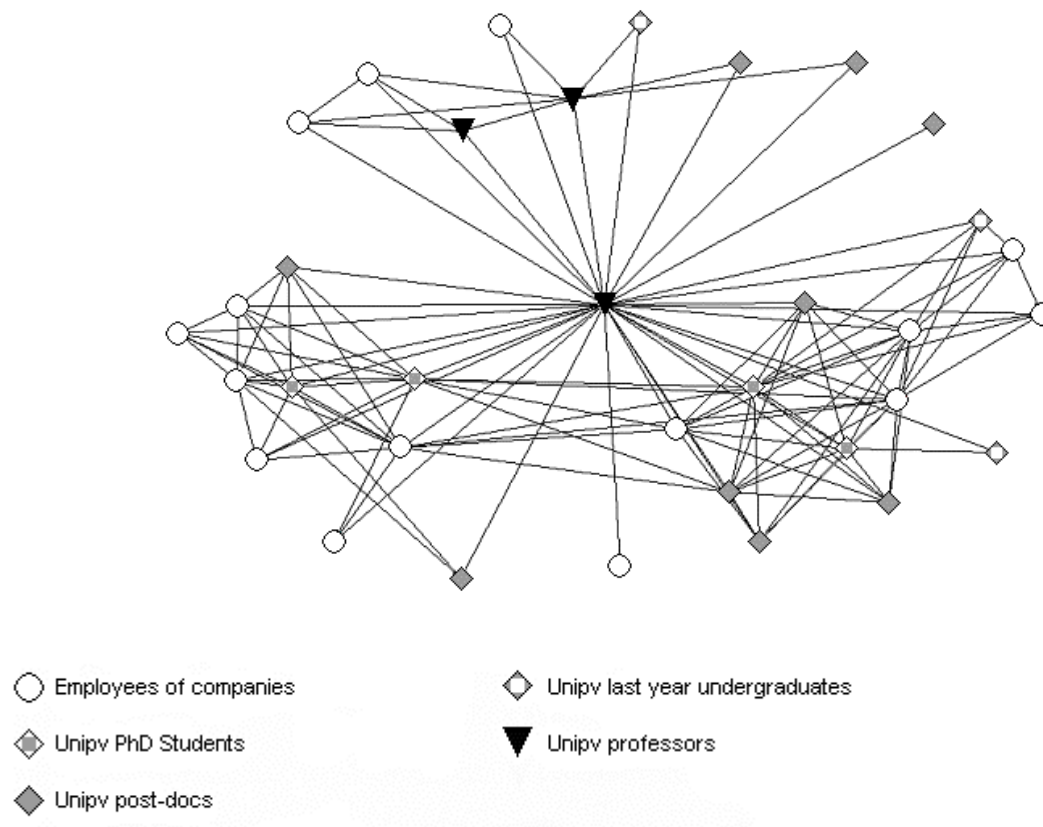 Employees of companies
Unipv last year undergraduates
Unipv PhD Students
Unipv professors
Unipv post-docs